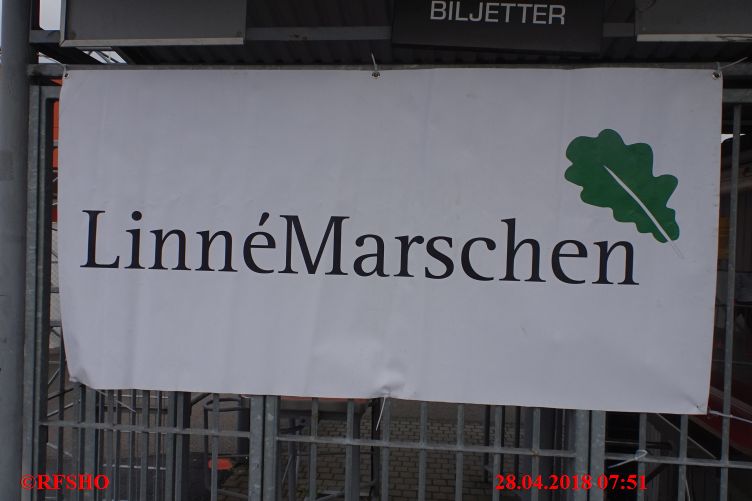 BILJETTER
LinnéMarschen
©RFSHO 28.04.2018 07:51